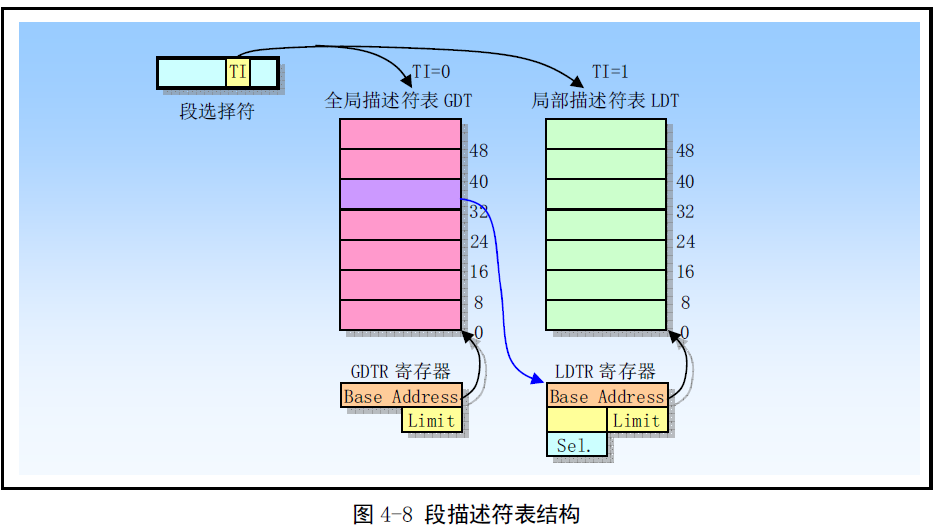 TI
段选择符
TI=0
TI=1
全局描述符表 GDT
局部描述符表 LDT
48
40
32
24
16
8
0
48
40
32
24
16
8
0
GDTR 寄存器
Base Address
Limit
LDTR 寄存器
Base Address
Limit
Sel.
图 4-8 段描述符表结构